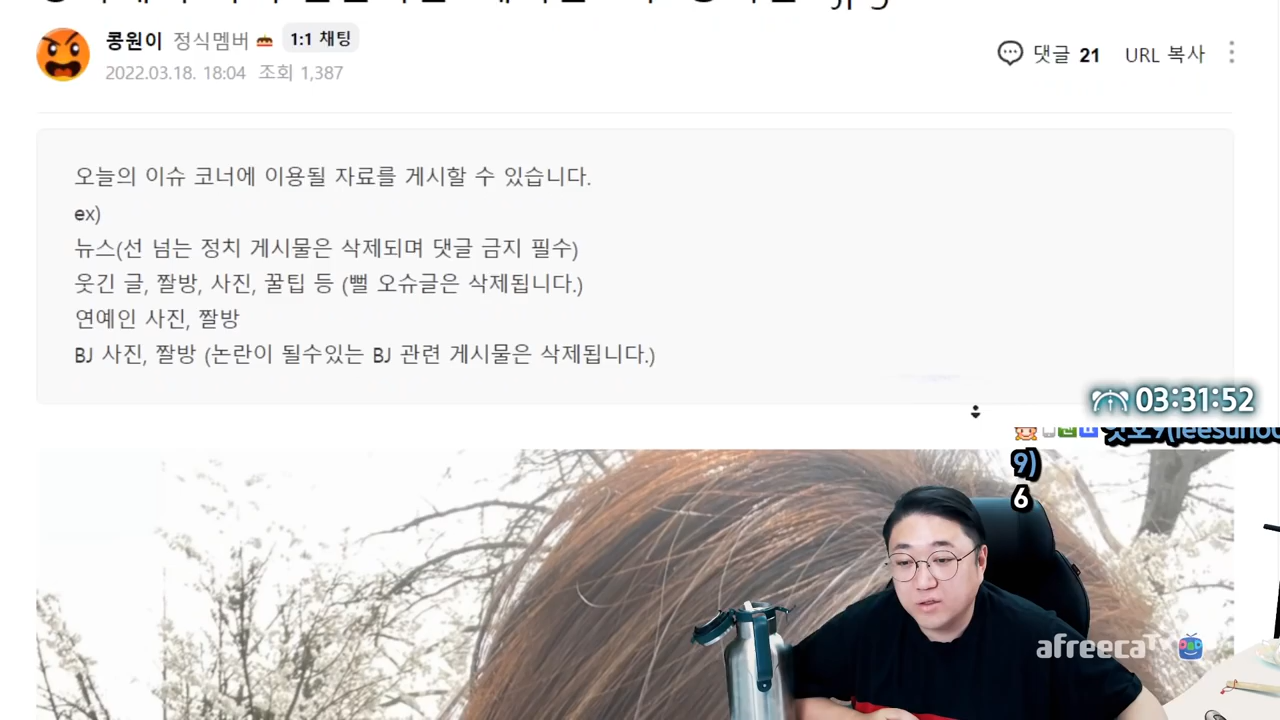 콩원이 정식멤버 1:1 채팅
2022.03.18. 18:04 조회 1,387
댓글 21 URL 복사
오늘의 이슈 코너에 이용될 자료를 게시할 수 있습니다.
ex)
뉴스(선 넘는 정치 게시물은 삭제되며 댓글 금지 필수)
웃긴 글, 짤방, 사진, 꿀팁 등 (뻘 오슈글은 삭제됩니다.)
연예인 사진, 짤방
BJ 사진, 짤방 (논란이 될수있는 BJ 관련 게시물은 삭제됩니다.)
03:31:52
9)
6
afreecaT